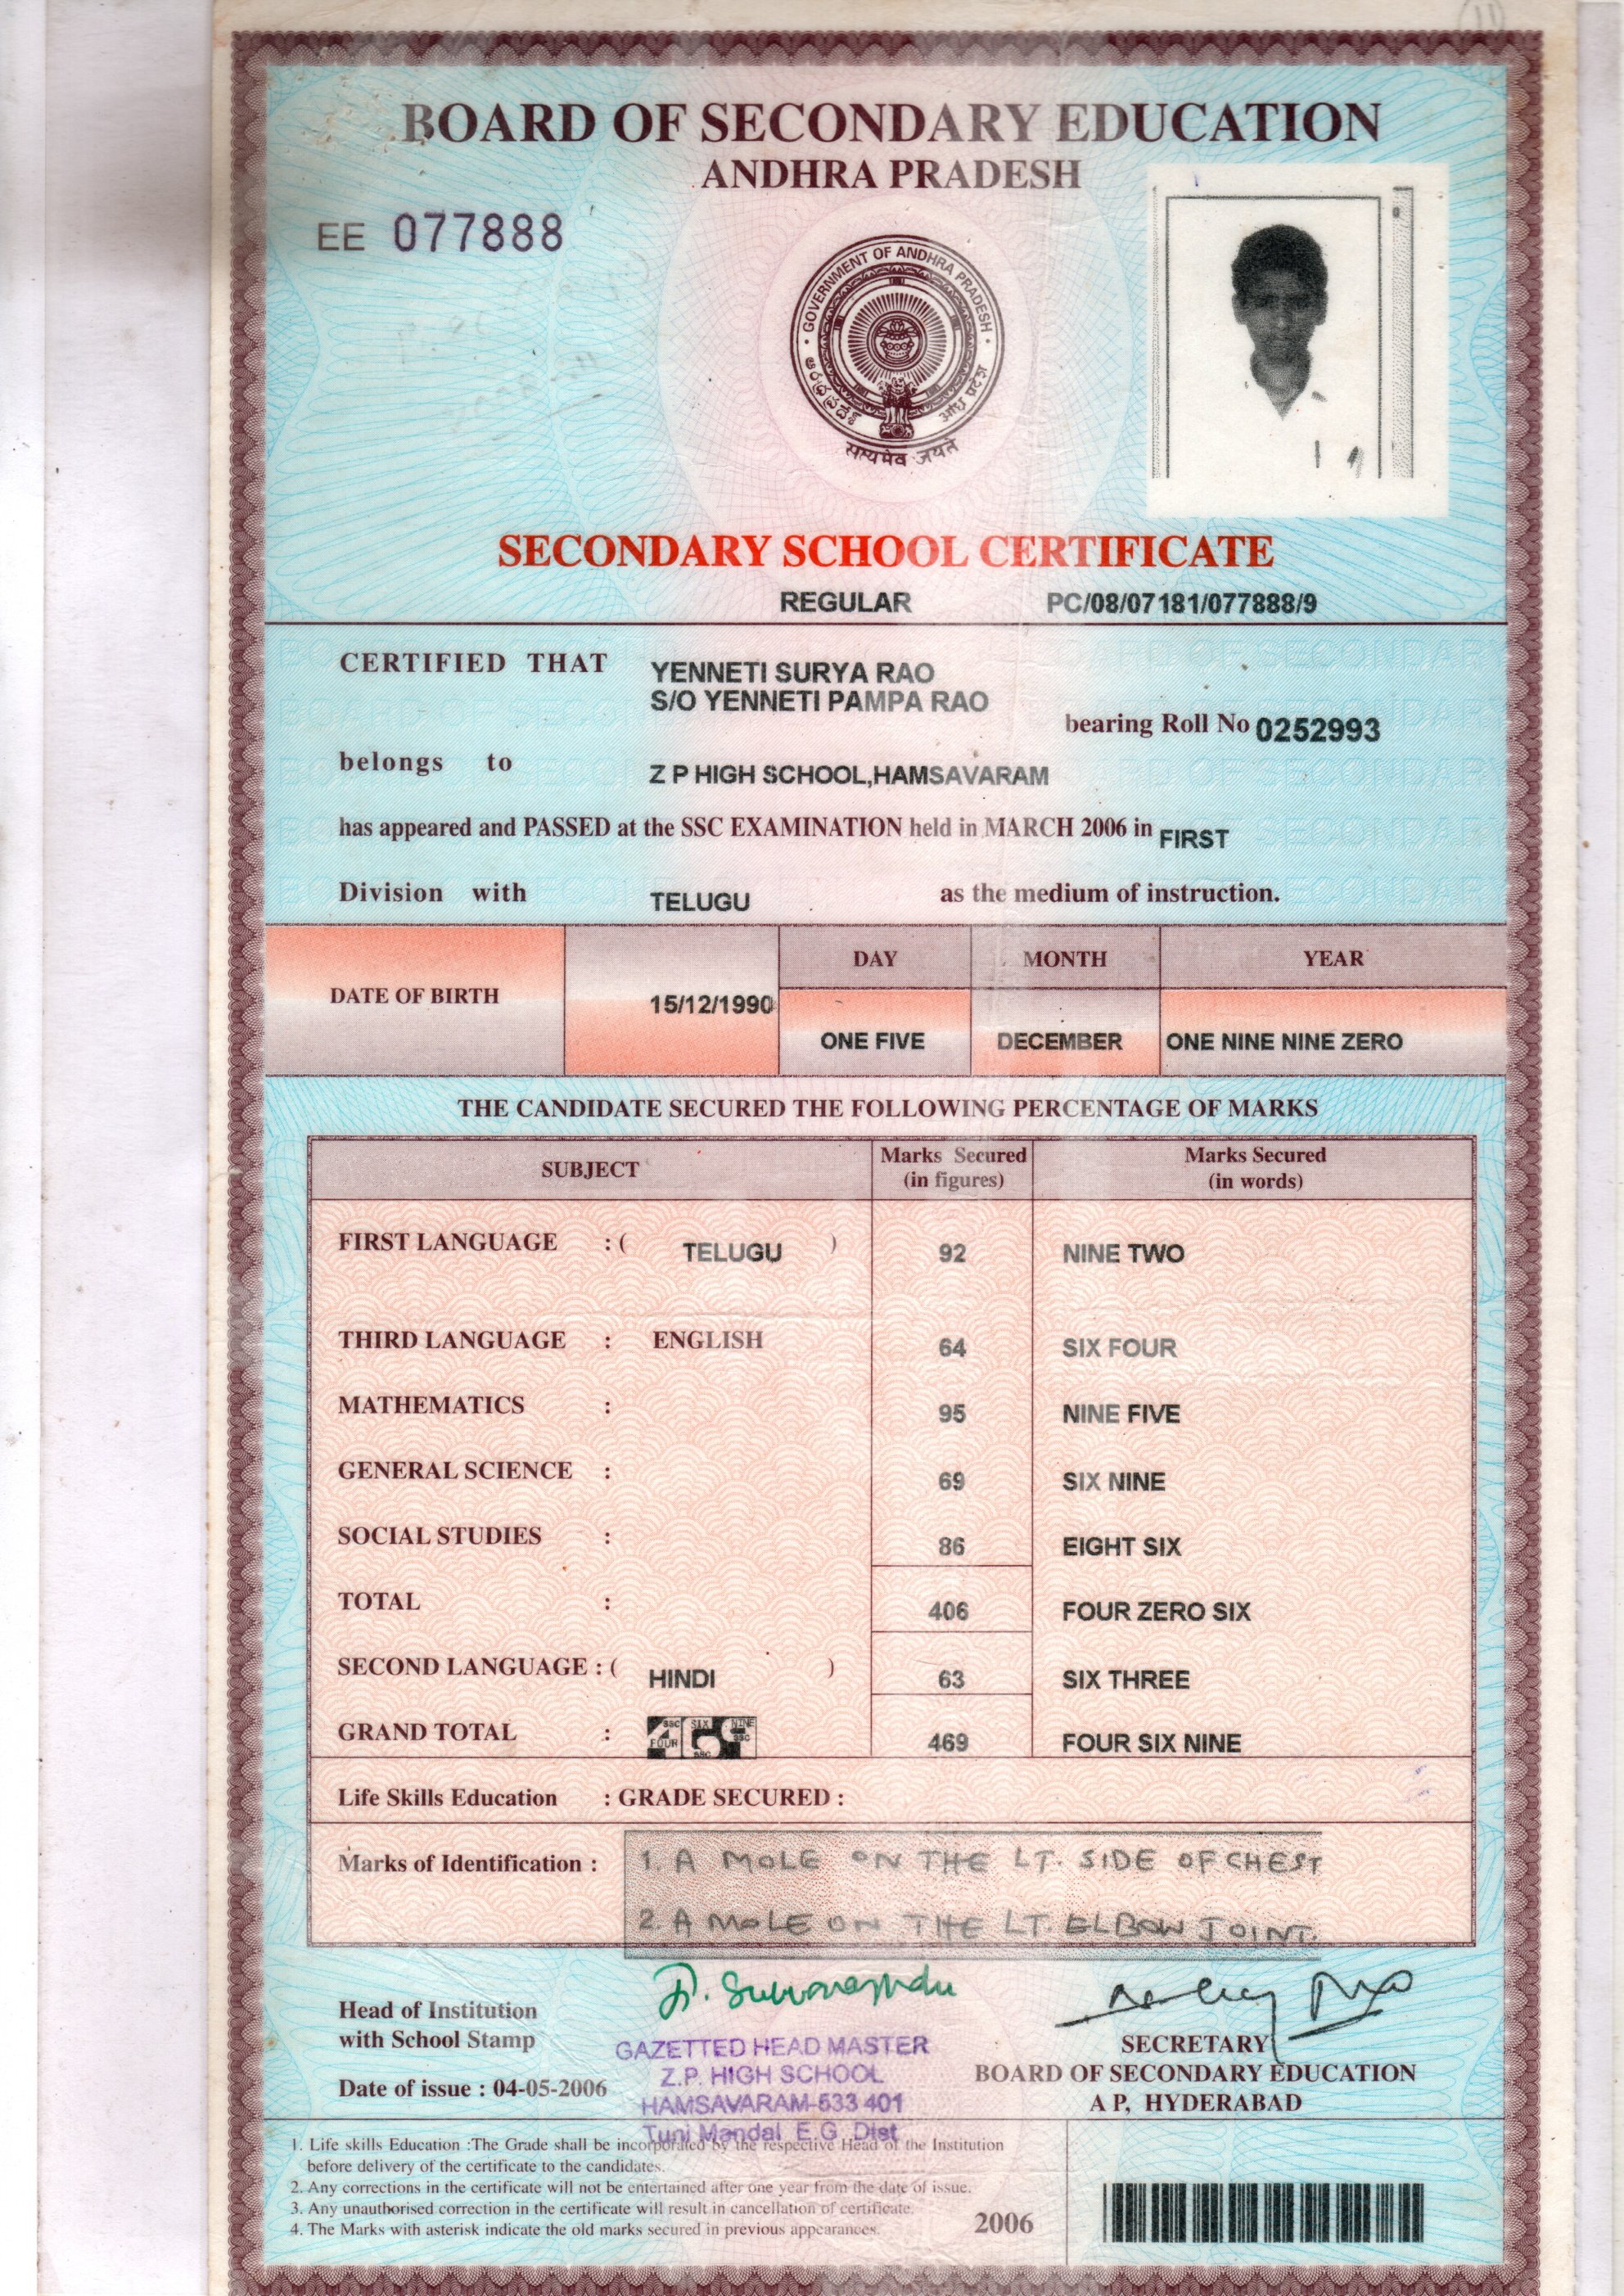 11
BOARD OF SECONDARY EDUCATION
ANDHRA PRADESH
EE 077888
GOVERNMENT OF ANDHRA PRADESH
ఆంధ్రప్రదేశ్
आंध्र प्रदेश
सत्यमेव जयते
SECONDARY SCHOOL CERTIFICATE
REGULAR PC/08/07181/077888/9
CERTIFIED THAT YENNETI SURYA RAO
S/O YENNETI PAMPA RAO
bearing Roll No 0252993
belongs to Z P HIGH SCHOOL,HAMSAVARAM
has appeared and PASSED at the SSC EXAMINATION held in MARCH 2006 in FIRST
Division with TELUGU as the medium of instruction.
DAY MONTH YEAR
DATE OF BIRTH 15/12/1990
ONE FIVE DECEMBER ONE NINE NINE ZERO
THE CANDIDATE SECURED THE FOLLOWING PERCENTAGE OF MARKS
SUBJECT Marks Secured (in figures) Marks Secured (in words)
FIRST LANGUAGE : ( TELUGU ) 92 NINE TWO
THIRD LANGUAGE : ENGLISH 64 SIX FOUR
MATHEMATICS : 95 NINE FIVE
GENERAL SCIENCE : 69 SIX NINE
SOCIAL STUDIES : 86 EIGHT SIX
TOTAL : 406 FOUR ZERO SIX
SECOND LANGUAGE : ( HINDI ) 63 SIX THREE
GRAND TOTAL : 469 FOUR SIX NINE
Life Skills Education : GRADE SECURED :
Marks of Identification : 1. A MOLE ON THE LT. SIDE OF CHEST
2. A MOLE ON THE LT. ELBOW JOINT.
Head of Institution
with School Stamp
GAZETTED HEAD MASTER
Z.P. HIGH SCHOOL
HAMSAVARAM-533 401
Tuni Mandal, E.G. Dist
Date of issue : 04-05-2006
SECRETARY
BOARD OF SECONDARY EDUCATION
A P, HYDERABAD
1. Life skills Education :The Grade shall be incorporated by the respective Head of the Institution
before delivery of the certificate to the candidates.
2. Any corrections in the certificate will not be entertained after one year from the date of issue.
3. Any unauthorised correction in the certificate will result in cancellation of certificate.
4. The Marks with asterisk indicate the old marks secured in previous appearances.
2006